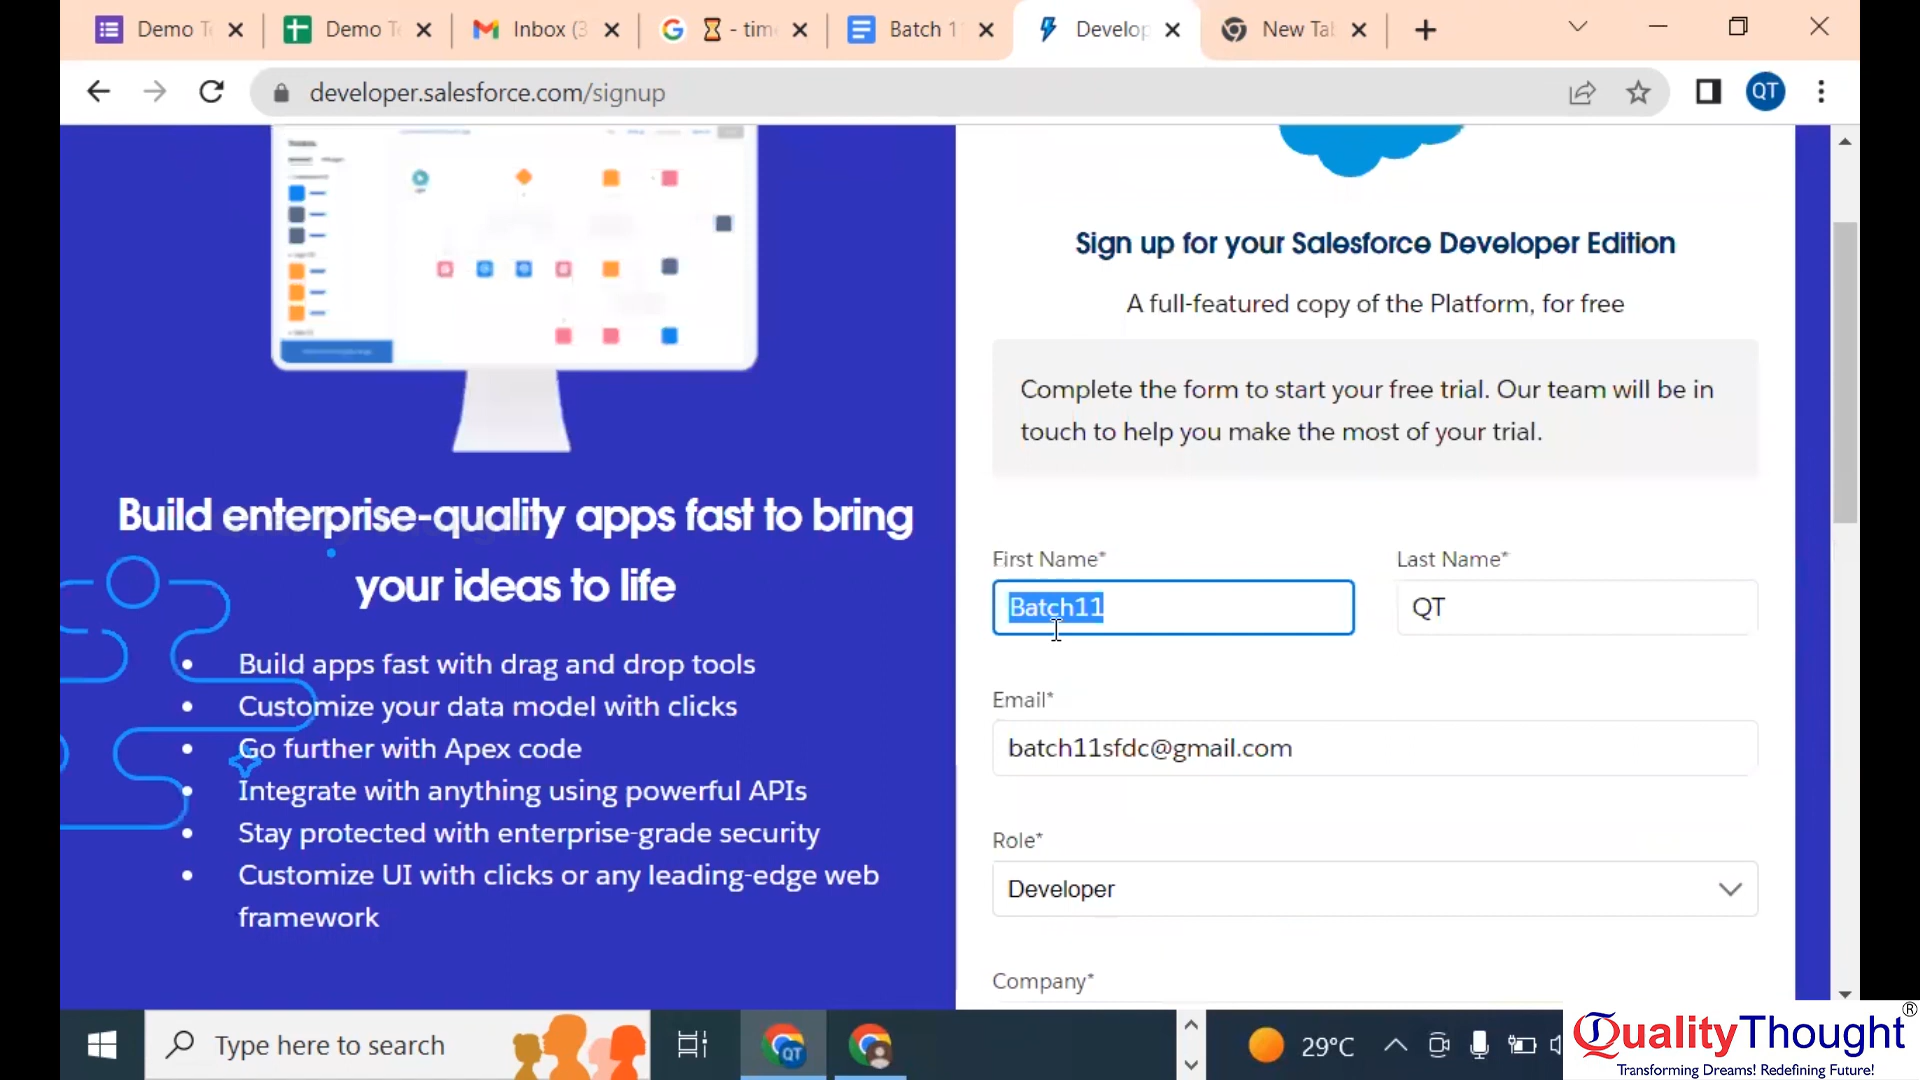 Demo T
Demo T
Inbox (3
- tim
Batch 1
Develop
New Tab
developer.salesforce.com/signup
QT
Sign up for your Salesforce Developer Edition
A full-featured copy of the Platform, for free
Complete the form to start your free trial. Our team will be in
touch to help you make the most of your trial.
Build enterprise-quality apps fast to bring
your ideas to life
Build apps fast with drag and drop tools
Customize your data model with clicks
Go further with Apex code
Integrate with anything using powerful APIs
Stay protected with enterprise-grade security
Customize UI with clicks or any leading-edge web
framework
First Name*
Last Name*
Batch11
QT
Email*
batch11sfdc@gmail.com
Role*
Developer
Company*
Type here to search
QT
29°C
QualityThought®
Transforming Dreams! Redefining Future!